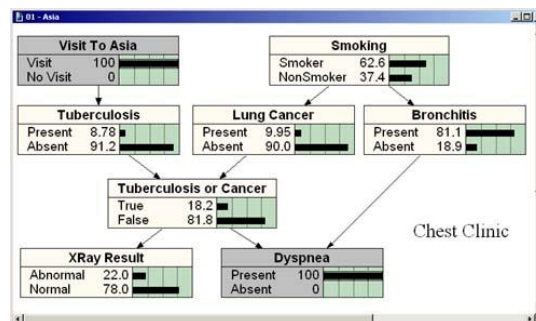 01 - Asia
Visit To Asia
Visit 100
No Visit 0
Smoking
Smoker 62.6
NonSmoker 37.4
Tuberculosis
Present 8.78
Absent 91.2
Lung Cancer
Present 9.95
Absent 90.0
Bronchitis
Present 81.1
Absent 18.9
Tuberculosis or Cancer
True 18.2
False 81.8
Chest Clinic
XRay Result
Abnormal 22.0
Normal 78.0
Dyspnea
Present 100
Absent 0